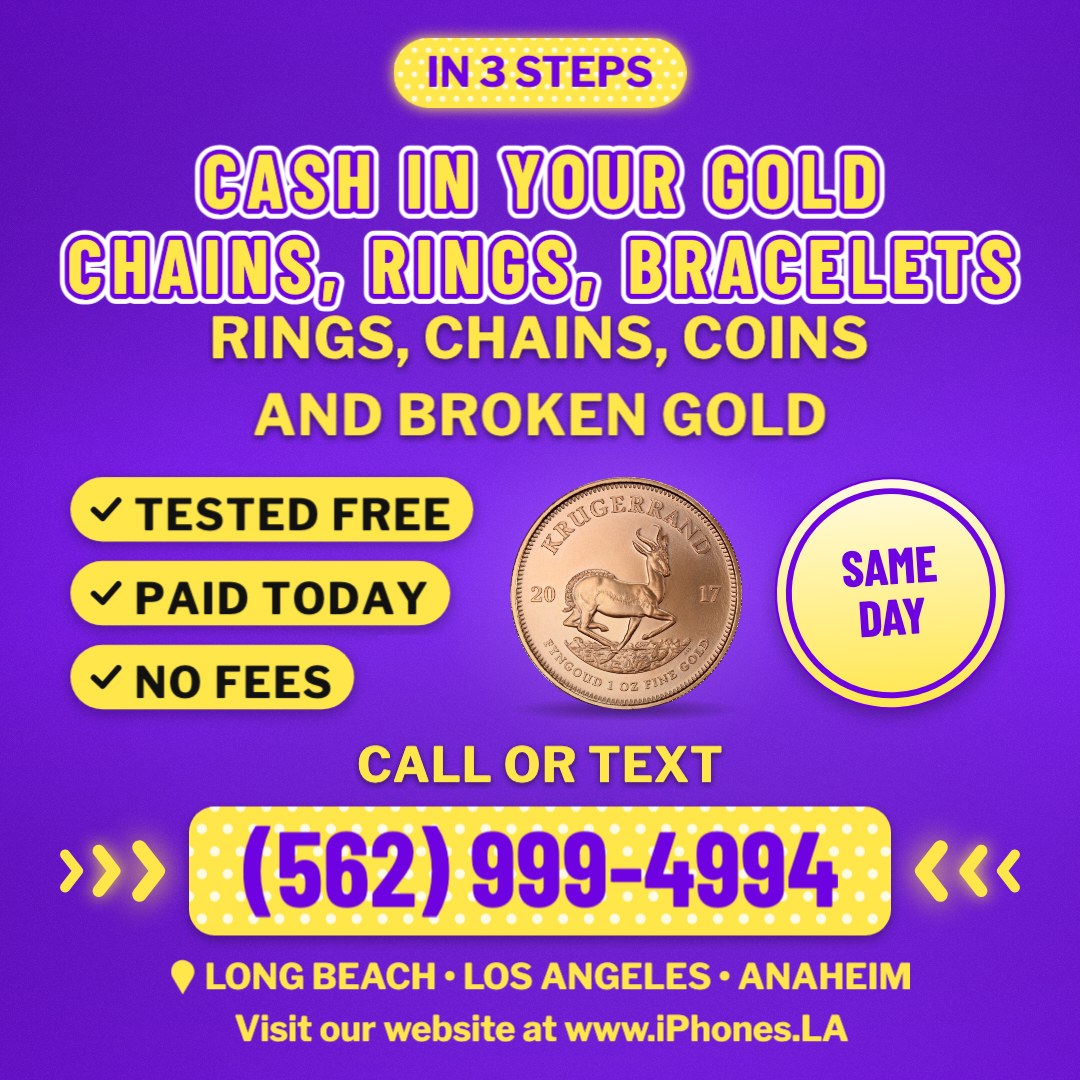 IN 3 STEPS
CASH IN YOUR GOLD
CHAINS, RINGS, BRACELETS
RINGS, CHAINS, COINS
AND BROKEN GOLD
✓ TESTED FREE
✓ PAID TODAY
✓ NO FEES
KRUGERRAND
20 17
FYNGOUD 1 OZ FINE GOLD
SAME
DAY
CALL OR TEXT
(562) 999-4994
LONG BEACH • LOS ANGELES • ANAHEIM
Visit our website at www.iPhones.LA